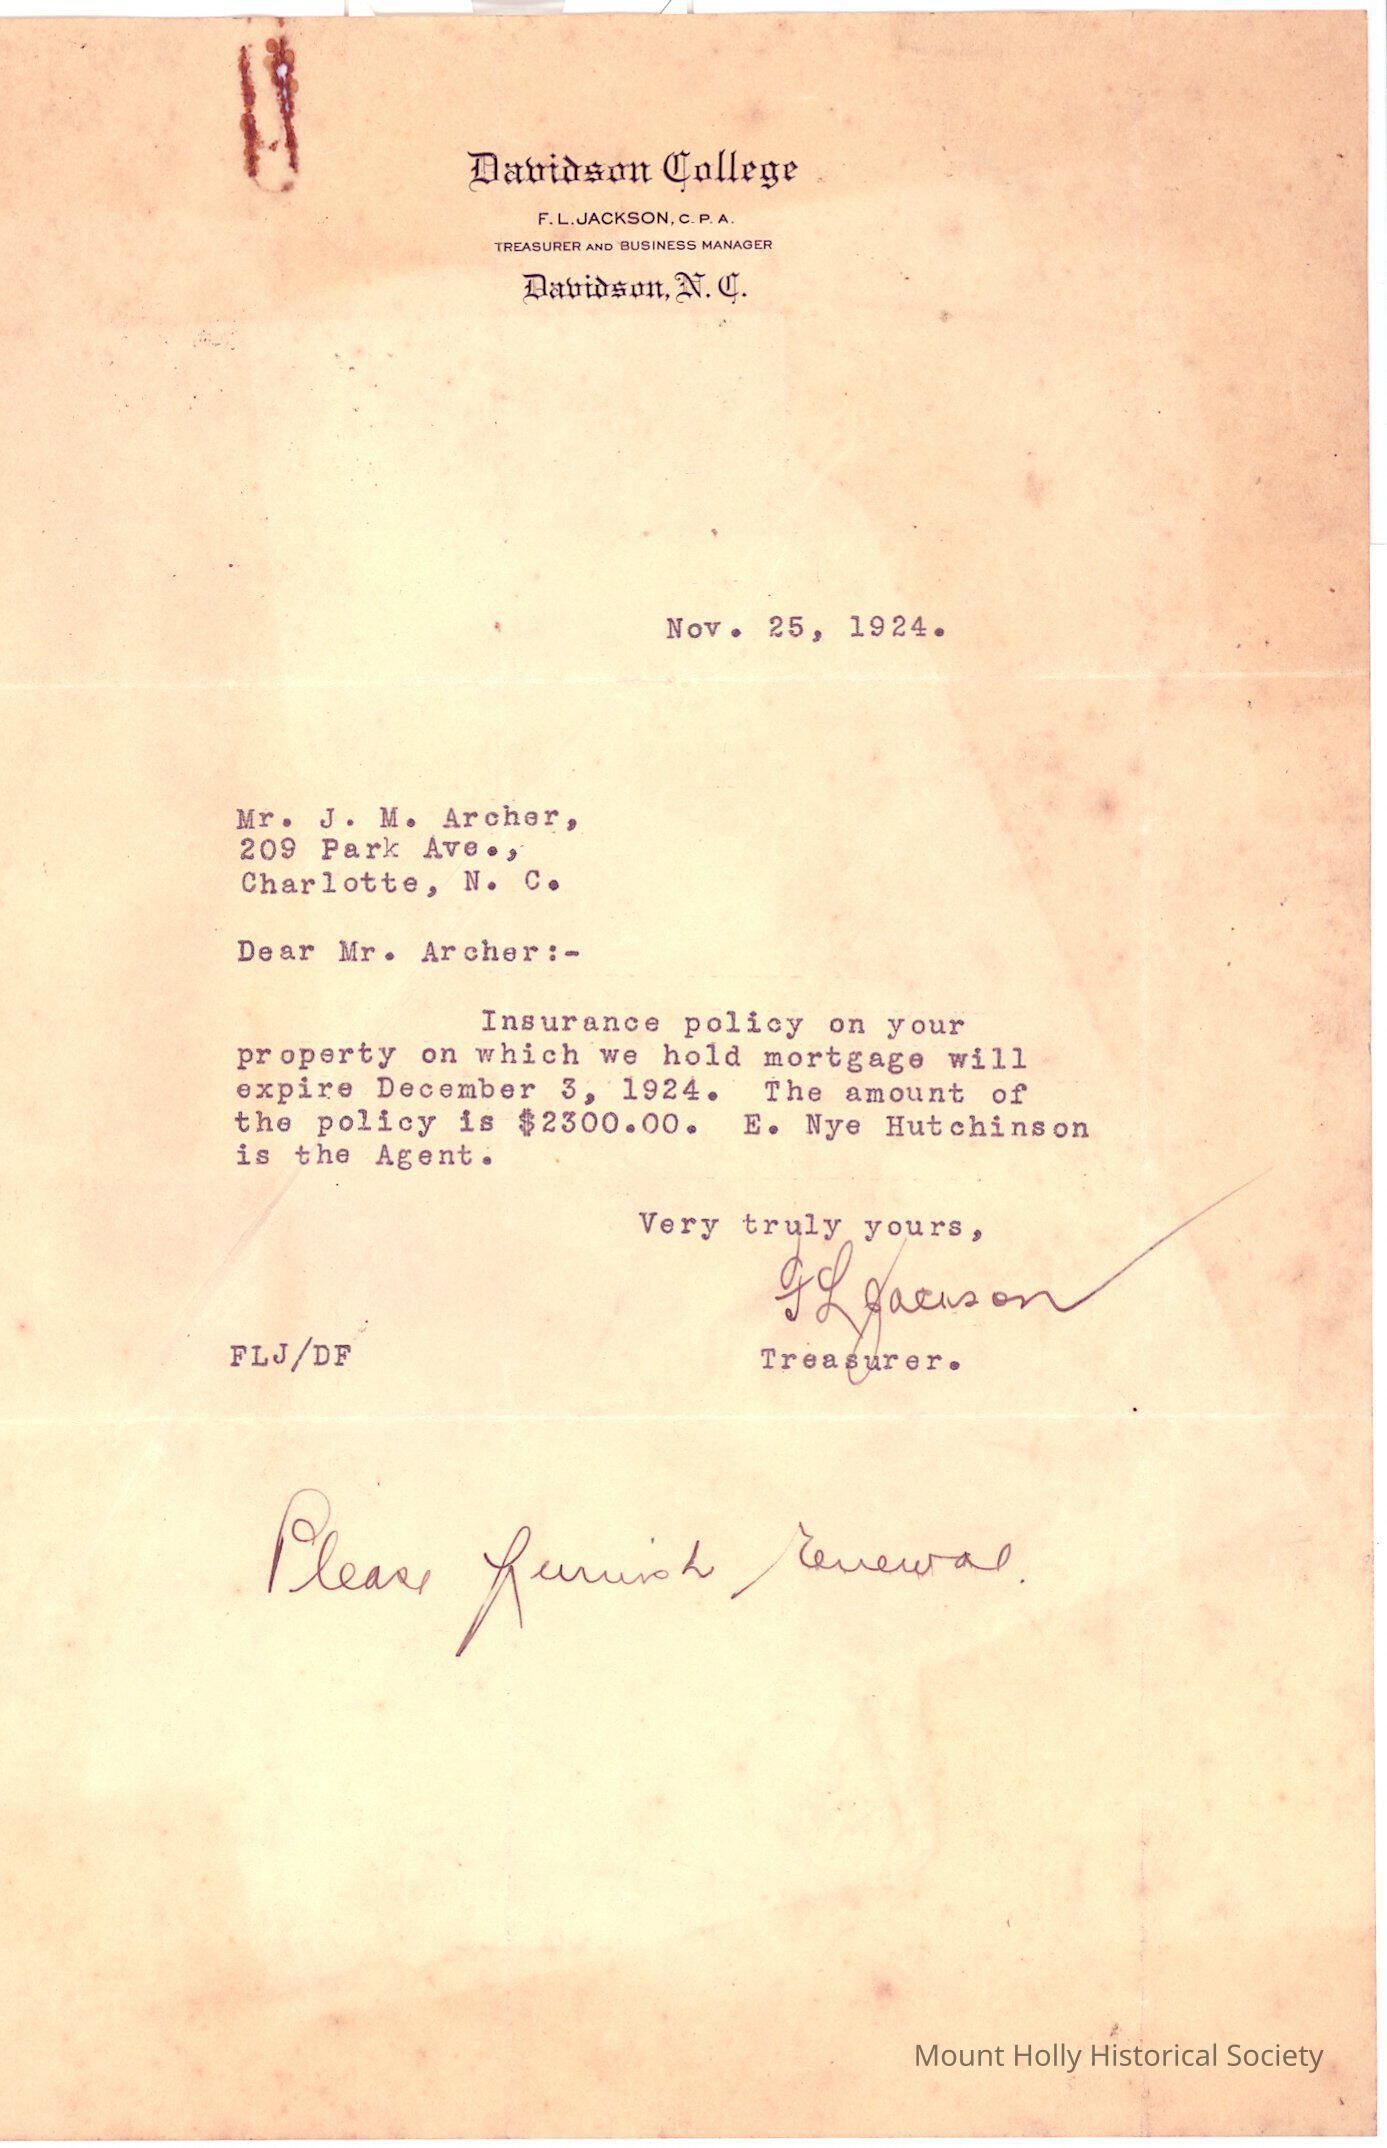 Davidson College
F. L. JACKSON, C. P. A.
TREASURER AND BUSINESS MANAGER
Davidson, N. C.
Nov. 25, 1924.
Mr. J. M. Archer,
209 Park Ave.,
Charlotte, N. C.
Dear Mr. Archer:-
Insurance policy on your
property on which we hold mortgage will
expire December 3, 1924. The amount of
the policy is $2300.00. E. Nye Hutchinson
is the Agent.
Very truly yours,
F L Jackson
FLJ/DF Treasurer.
Please furnish renewal.
Mount Holly Historical Society